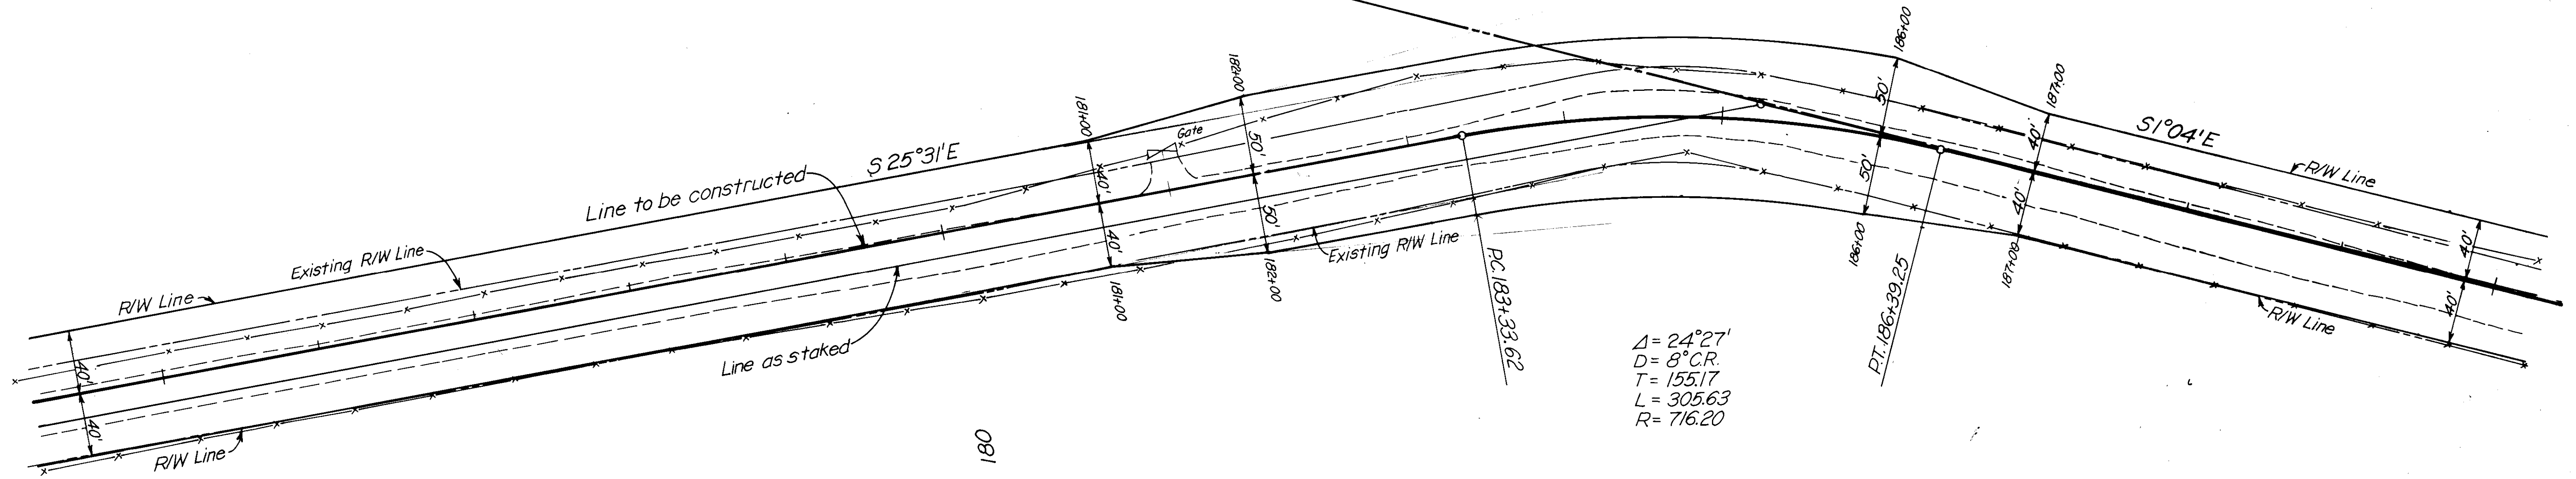 186+00
182+00
187+00
181+00
50'
S1°04'E
Gate
40'
S 25°31'E
R/W Line
50'
40'
50'
Line to be constructed
40'
50'
40'
40'
Existing R/W Line
Existing R/W Line
186+00
187+00
R/W Line
182+00
181+00
P.C. 183+33.62
P.T. 186+39.25
40'
R/W Line
40'
Line as staked
Δ = 24°27'
D = 8° C.R.
T = 155.17
L = 305.63
R = 716.20
40'
R/W Line
180